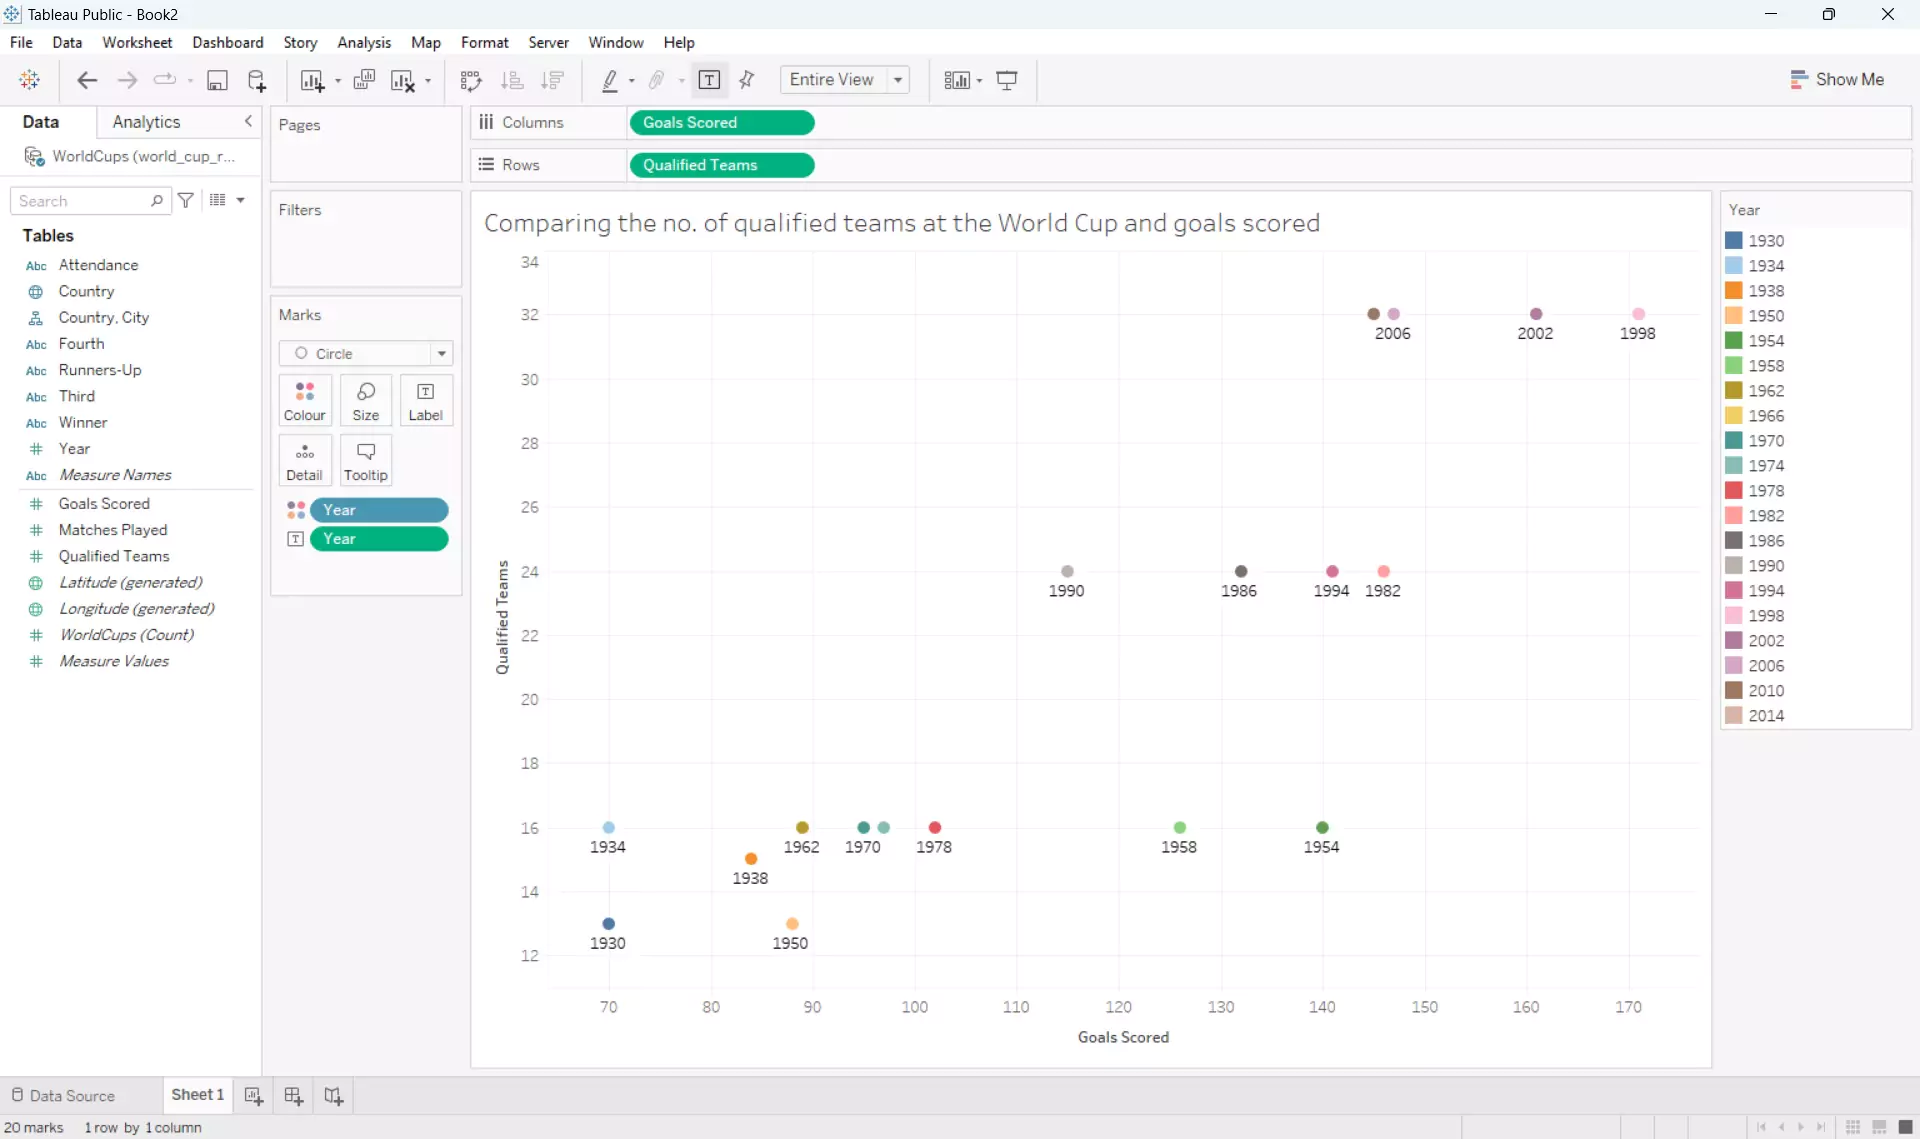 Tableau Public - Book2
File Data Worksheet Dashboard Story Analysis Map Format Server Window Help
Entire View
Show Me
Data Analytics
WorldCups (world_cup_r...
Search
Tables
Abc Attendance
Country
Country, City
Abc Fourth
Abc Runners-Up
Abc Third
Abc Winner
# Year
Abc Measure Names
# Goals Scored
# Matches Played
# Qualified Teams
Latitude (generated)
Longitude (generated)
# WorldCups (Count)
# Measure Values
Pages
Filters
Marks
Circle
Colour Size Label
Detail Tooltip
Year
T Year
Columns Goals Scored
Rows Qualified Teams
Comparing the no. of qualified teams at the World Cup and goals scored
34
32
30
28
26
24
22
20
18
16
14
12
Qualified Teams
2006 2002 1998
1990 1986 1994 1982
1934 1962 1970 1978 1958 1954
1938
1930 1950
70 80 90 100 110 120 130 140 150 160 170
Goals Scored
Year
1930
1934
1938
1950
1954
1958
1962
1966
1970
1974
1978
1982
1986
1990
1994
1998
2002
2006
2010
2014
Data Source Sheet 1
20 marks 1 row by 1 column